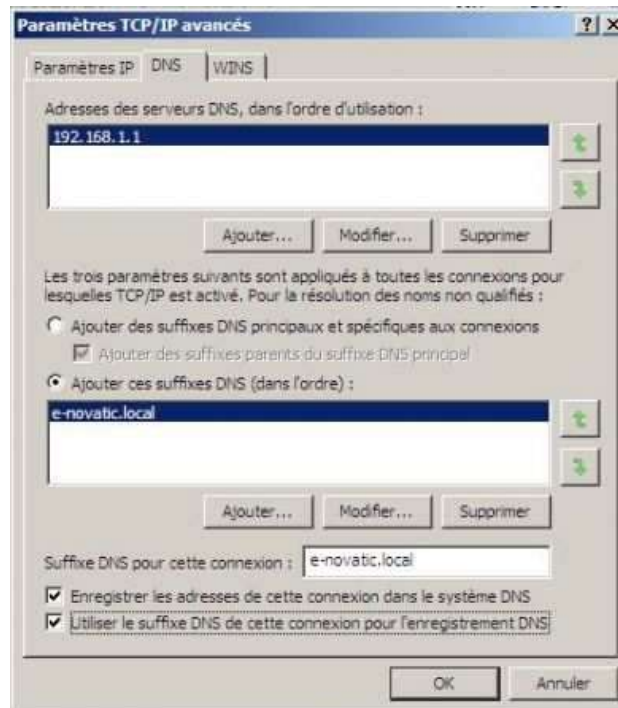 Paramètres TCP/IP avancés
Paramètres IP DNS WINS
Adresses des serveurs DNS, dans l'ordre d'utilisation :
192.168.1.1
Ajouter... Modifier... Supprimer
Les trois paramètres suivants sont appliqués à toutes les connexions pour
lesquelles TCP/IP est activé. Pour la résolution des noms non qualifiés :
Ajouter des suffixes DNS principaux et spécifiques aux connexions
Ajouter des suffixes parents du suffixe DNS principal
Ajouter ces suffixes DNS (dans l'ordre) :
e-novatic.local
Ajouter... Modifier... Supprimer
Suffixe DNS pour cette connexion : e-novatic.local
Enregistrer les adresses de cette connexion dans le système DNS
Utiliser le suffixe DNS de cette connexion pour l'enregistrement DNS
OK Annuler